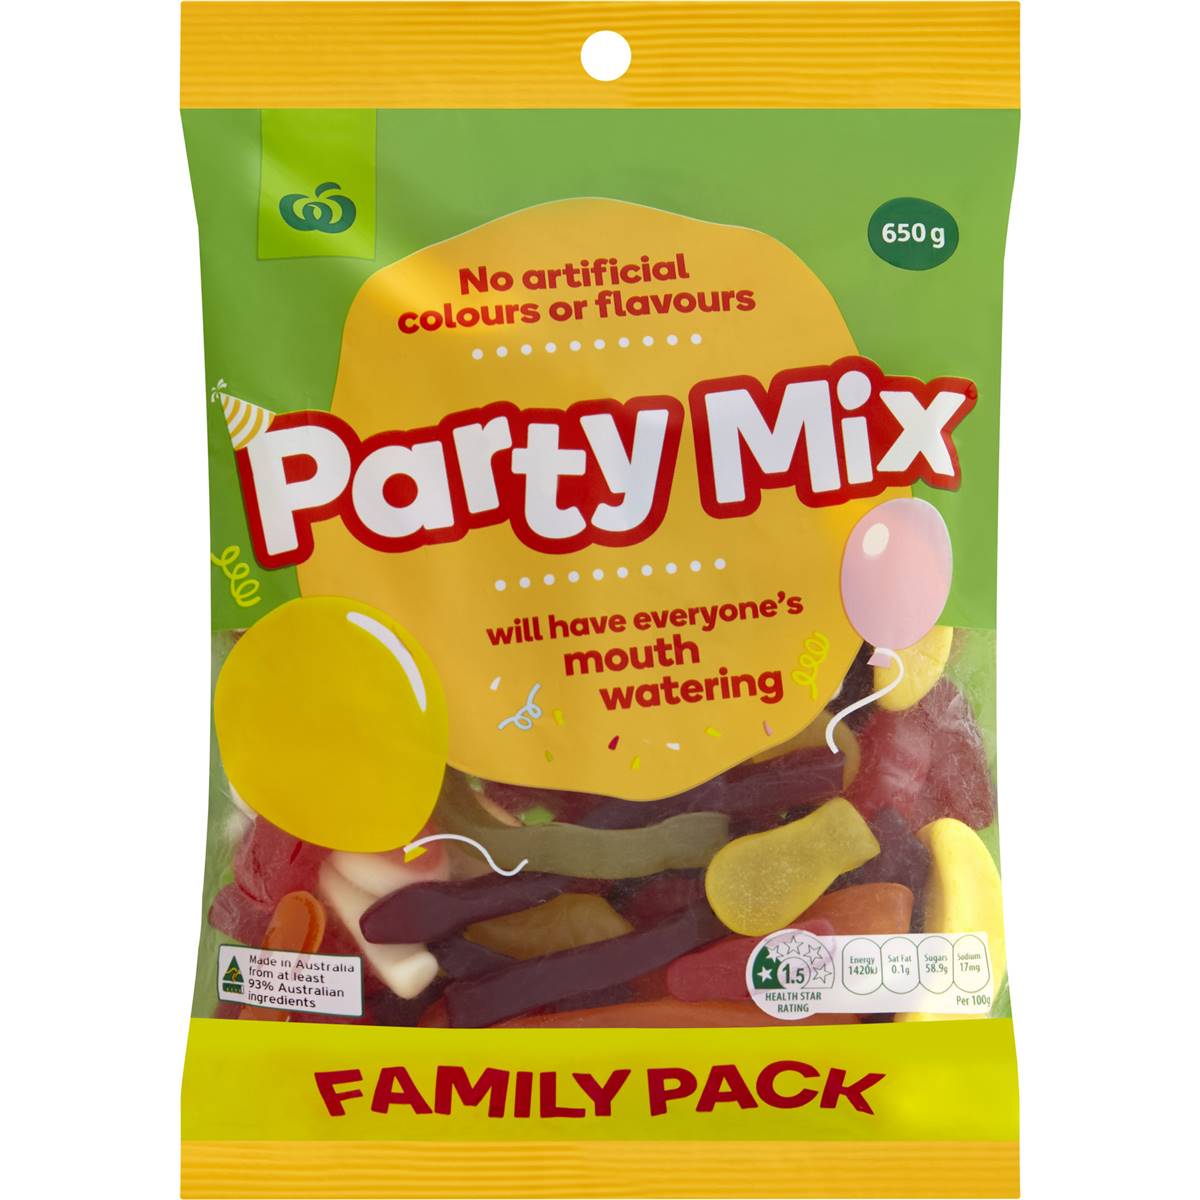 650 g
No artificial
colours or flavours
Party Mix
will have everyone's
mouth
watering
Made in Australia
from at least
93% Australian
ingredients
1.5
HEALTH STAR
RATING
Energy
1420kJ
Sat Fat
0.1g
Sugars
58.9g
Sodium
17mg
Per 100g
FAMILY PACK